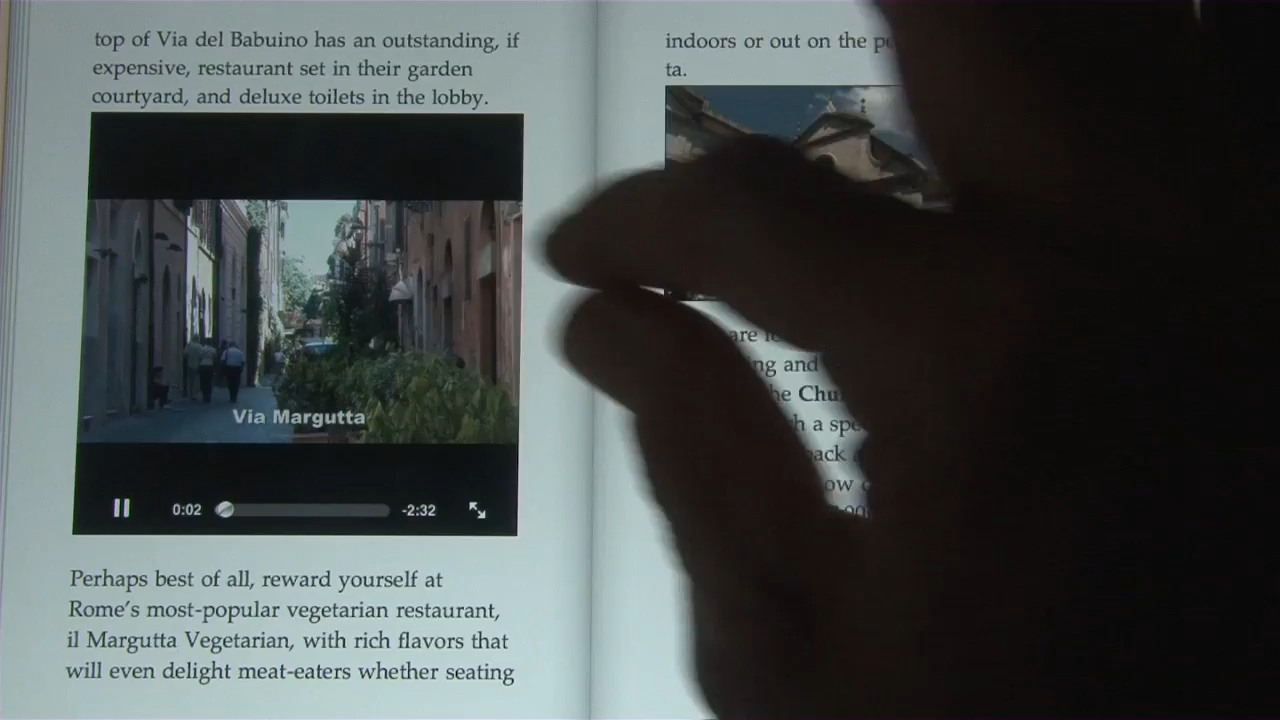 top of Via del Babuino has an outstanding, if
expensive, restaurant set in their garden
courtyard, and deluxe toilets in the lobby.
Via Margutta
0:02
-2:32
Perhaps best of all, reward yourself at
Rome's most-popular vegetarian restaurant,
il Margutta Vegetarian, with rich flavors that
will even delight meat-eaters whether seating
indoors or out on the
ta.
are
and
the
a